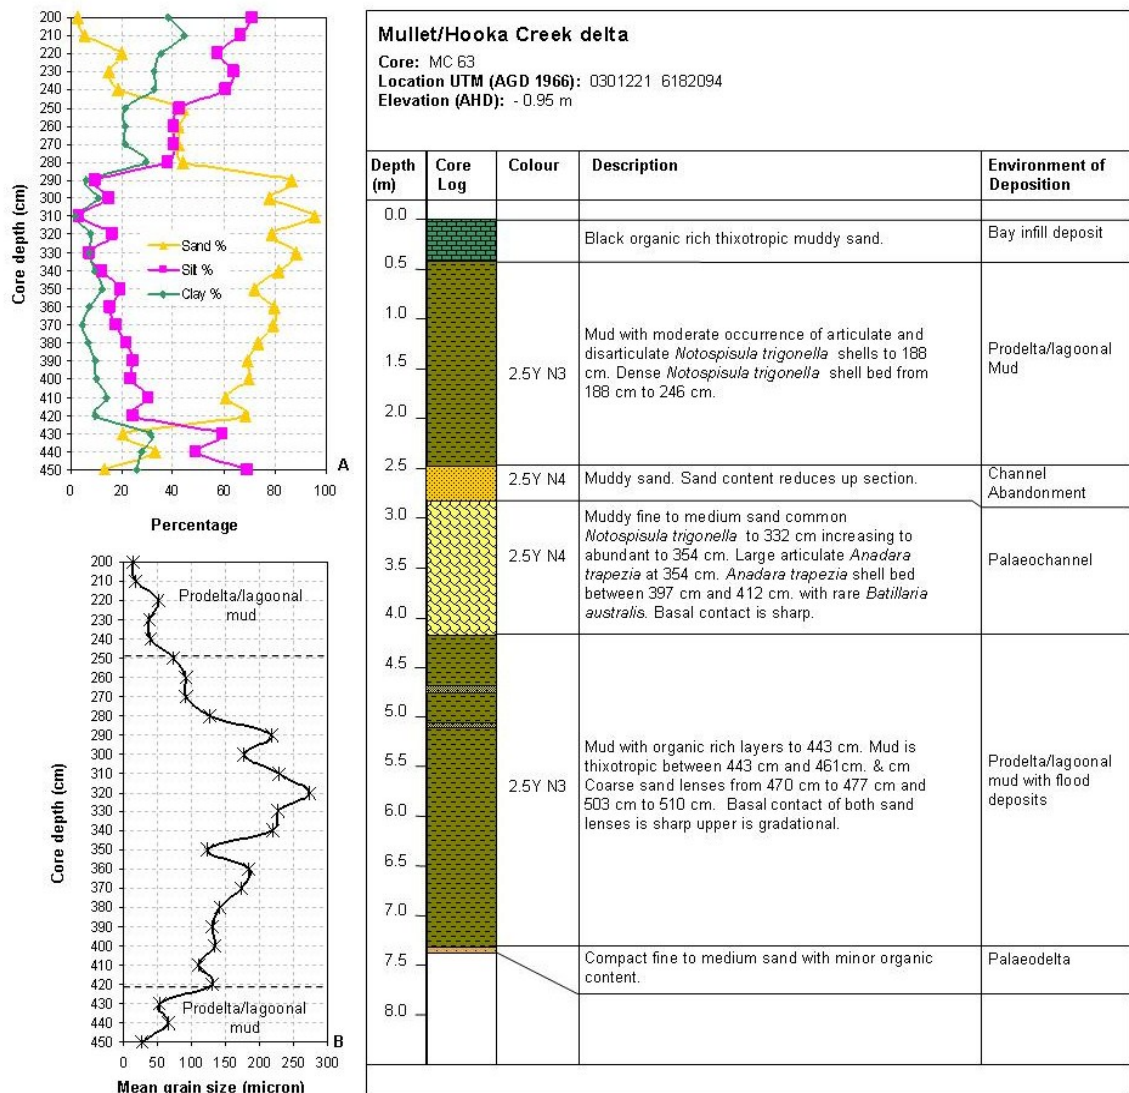 200
210
220
230
240
250
260
270
280
290
300
310
320
330
340
350
360
370
380
390
400
410
420
430
440
450
Core depth (cm)
Sand %
Silt %
Clay %
A
0 20 40 60 80 100
Percentage
200
210
220
230
240
250
260
270
280
290
300
310
320
330
340
350
360
370
380
390
400
410
420
430
440
450
Core depth (cm)
Prodelta/lagoonal
mud
Prodelta/lagoonal
mud
B
0 50 100 150 200 250 300
Mean grain size (micron)
Mullet/Hooka Creek delta
Core: MC 63
Location UTM (AGD 1966): 0301221 6182094
Elevation (AHD): - 0.95 m
Depth
(m)
Core
Log
Colour
Description
Environment of
Deposition
0.0
0.5
1.0
1.5
2.0
2.5
3.0
3.5
4.0
4.5
5.0
5.5
6.0
6.5
7.0
7.5
8.0
Black organic rich thixotropic muddy sand.
Bay infill deposit
2.5Y N3
Mud with moderate occurrence of articulate and
disarticulate Notospisula trigonella shells to 188
cm. Dense Notospisula trigonella shell bed from
188 cm to 246 cm.
Prodelta/lagoonal
Mud
2.5Y N4
Muddy sand. Sand content reduces up section.
Channel
Abandonment
2.5Y N4
Muddy fine to medium sand common
Notospisula trigonella to 332 cm increasing to
abundant to 354 cm. Large articulate Anadara
trapezia at 354 cm. Anadara trapezia shell bed
between 397 cm and 412 cm. with rare Batillaria
australis. Basal contact is sharp.
Palaeochannel
2.5Y N3
Mud with organic rich layers to 443 cm. Mud is
thixotropic between 443 cm and 461cm. & cm
Coarse sand lenses from 470 cm to 477 cm and
503 cm to 510 cm. Basal contact of both sand
lenses is sharp upper is gradational.
Prodelta/lagoonal
mud with flood
deposits
Compact fine to medium sand with minor organic
content.
Palaeodelta